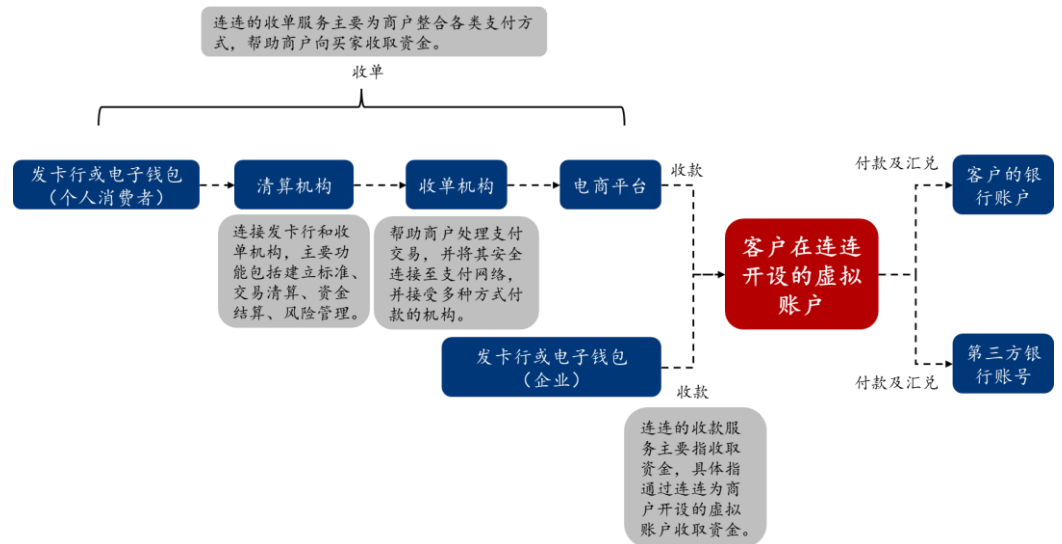 连连的收单服务主要为商户整合各类支付方
式，帮助商户向买家收取资金。
收单
发卡行或电子钱包
（个人消费者）
清算机构
收单机构
电商平台
收款
付款及汇兑
客户的银
行账户
连接发卡行和收
单机构，主要功
能包括建立标准、
交易清算、资金
结算、风险管理。
帮助商户处理支付
交易，并将其安全
连接至支付网络，
并接受多种方式付
款的机构。
客户在连连
开设的虚拟
账户
发卡行或电子钱包
（企业）
收款
付款及汇兑
第三方银
行账号
连连的收款服
务主要指收取
资金，具体指
通过连连为商
户开设的虚拟
账户收取资金。